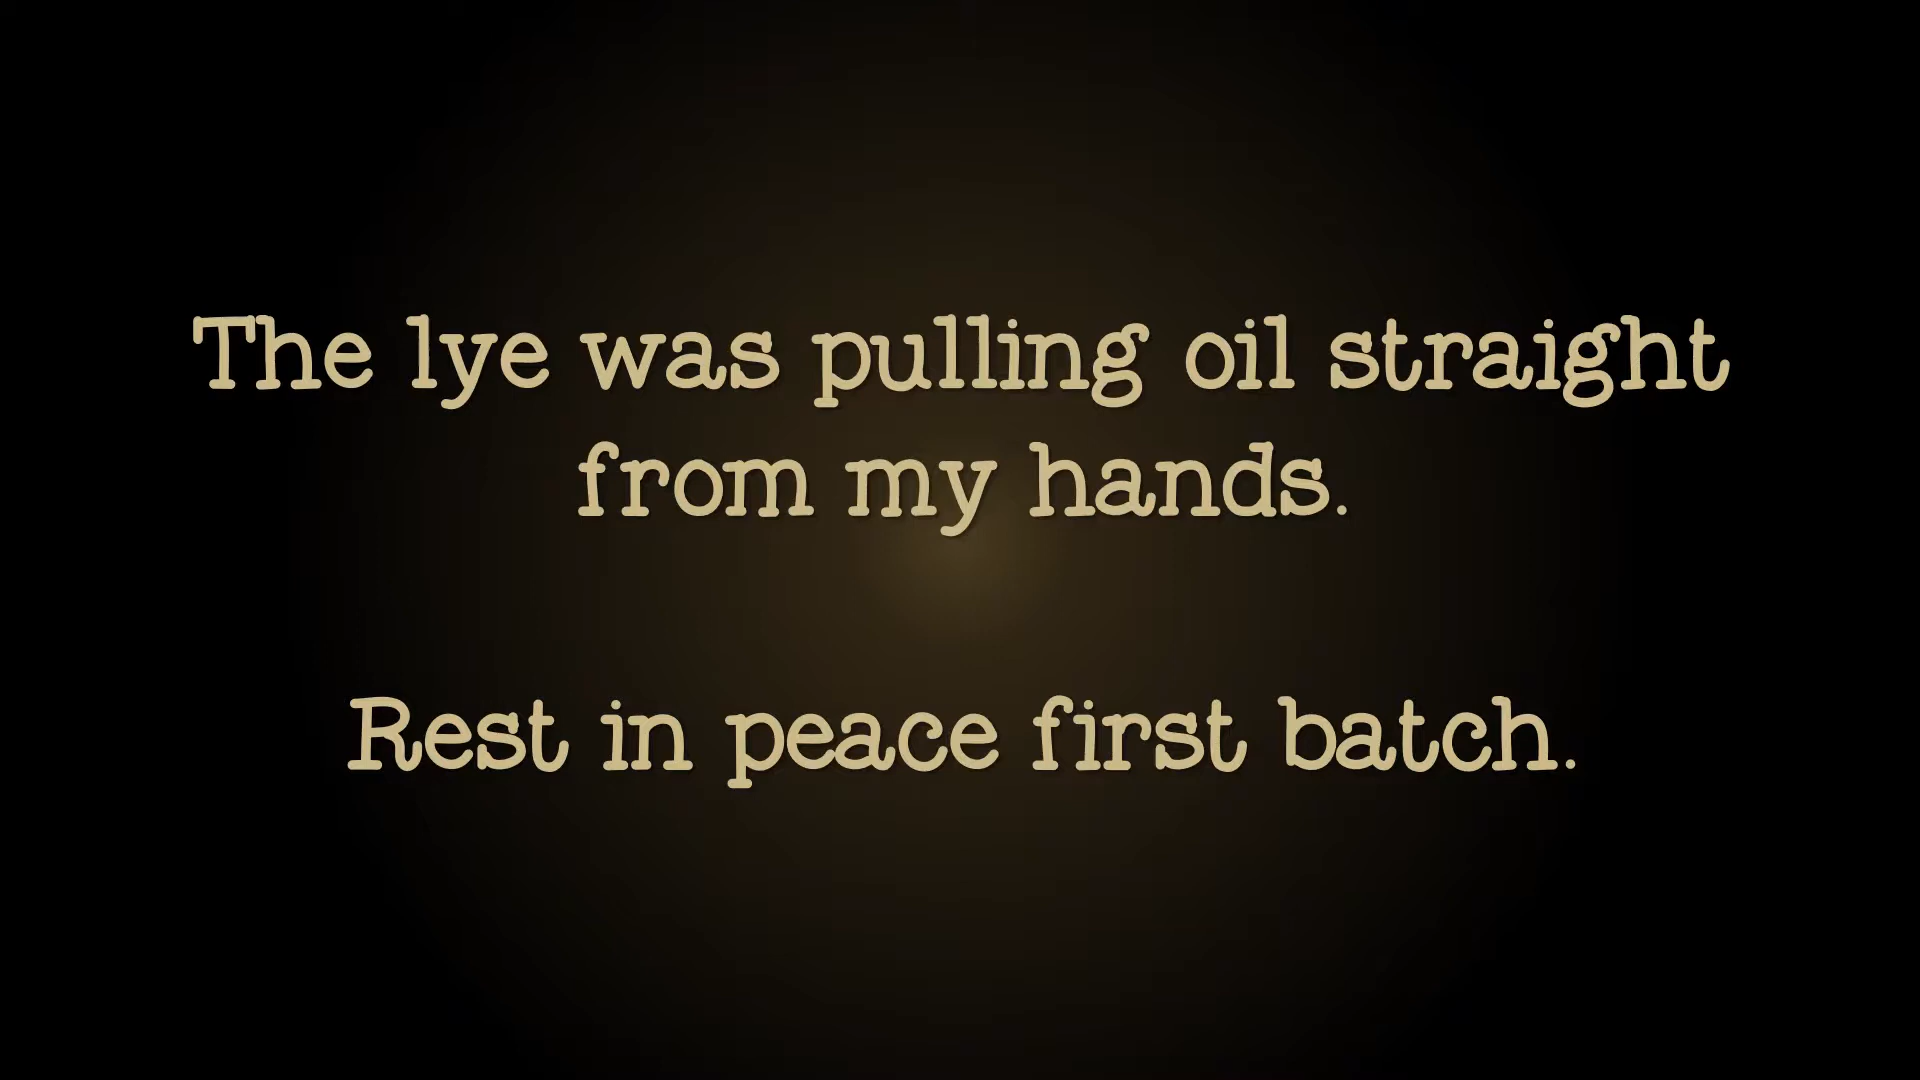 The lye was pulling oil straight
from my hands.
Rest in peace first batch.